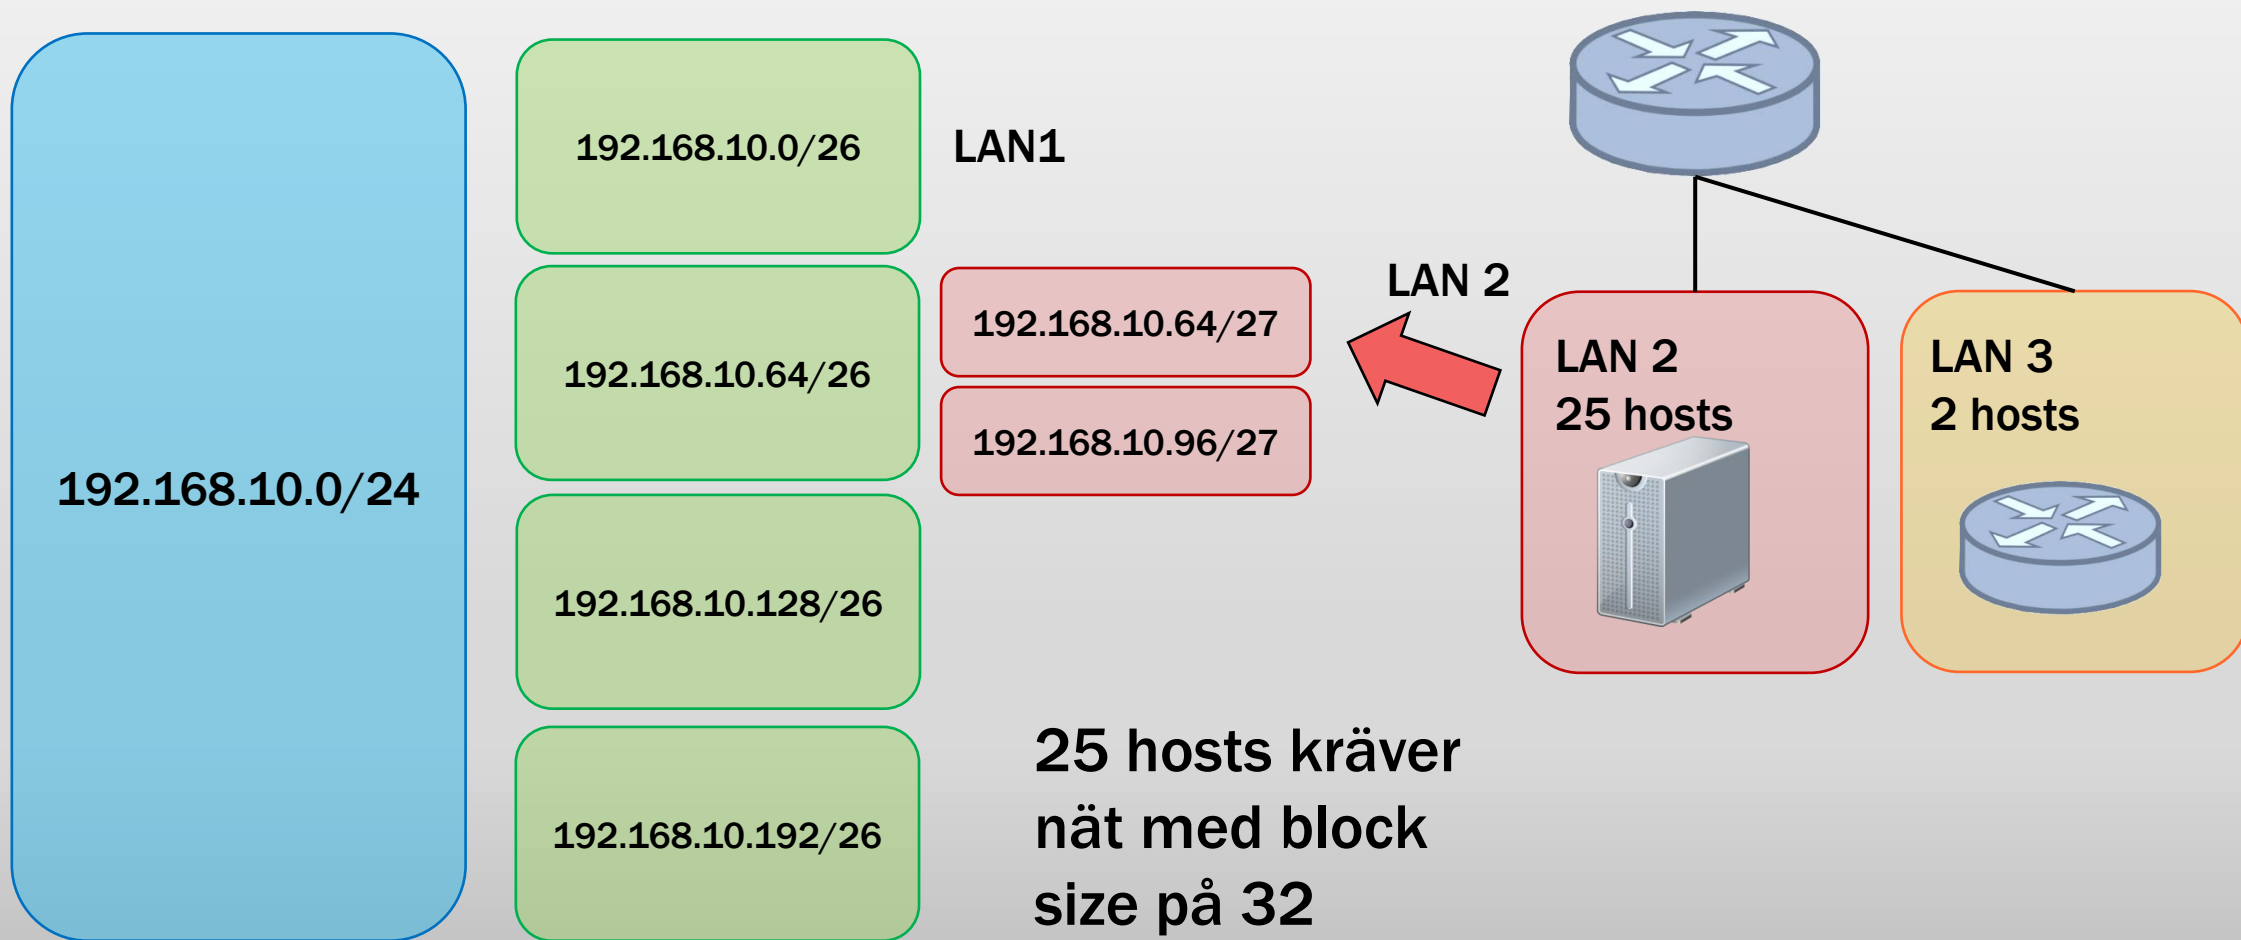 192.168.10.0/24
192.168.10.0/26
LAN1
192.168.10.64/26
192.168.10.64/27
192.168.10.96/27
192.168.10.128/26
192.168.10.192/26
LAN 2
LAN 2
25 hosts
LAN 3
2 hosts
25 hosts kräver
nät med block
size på 32